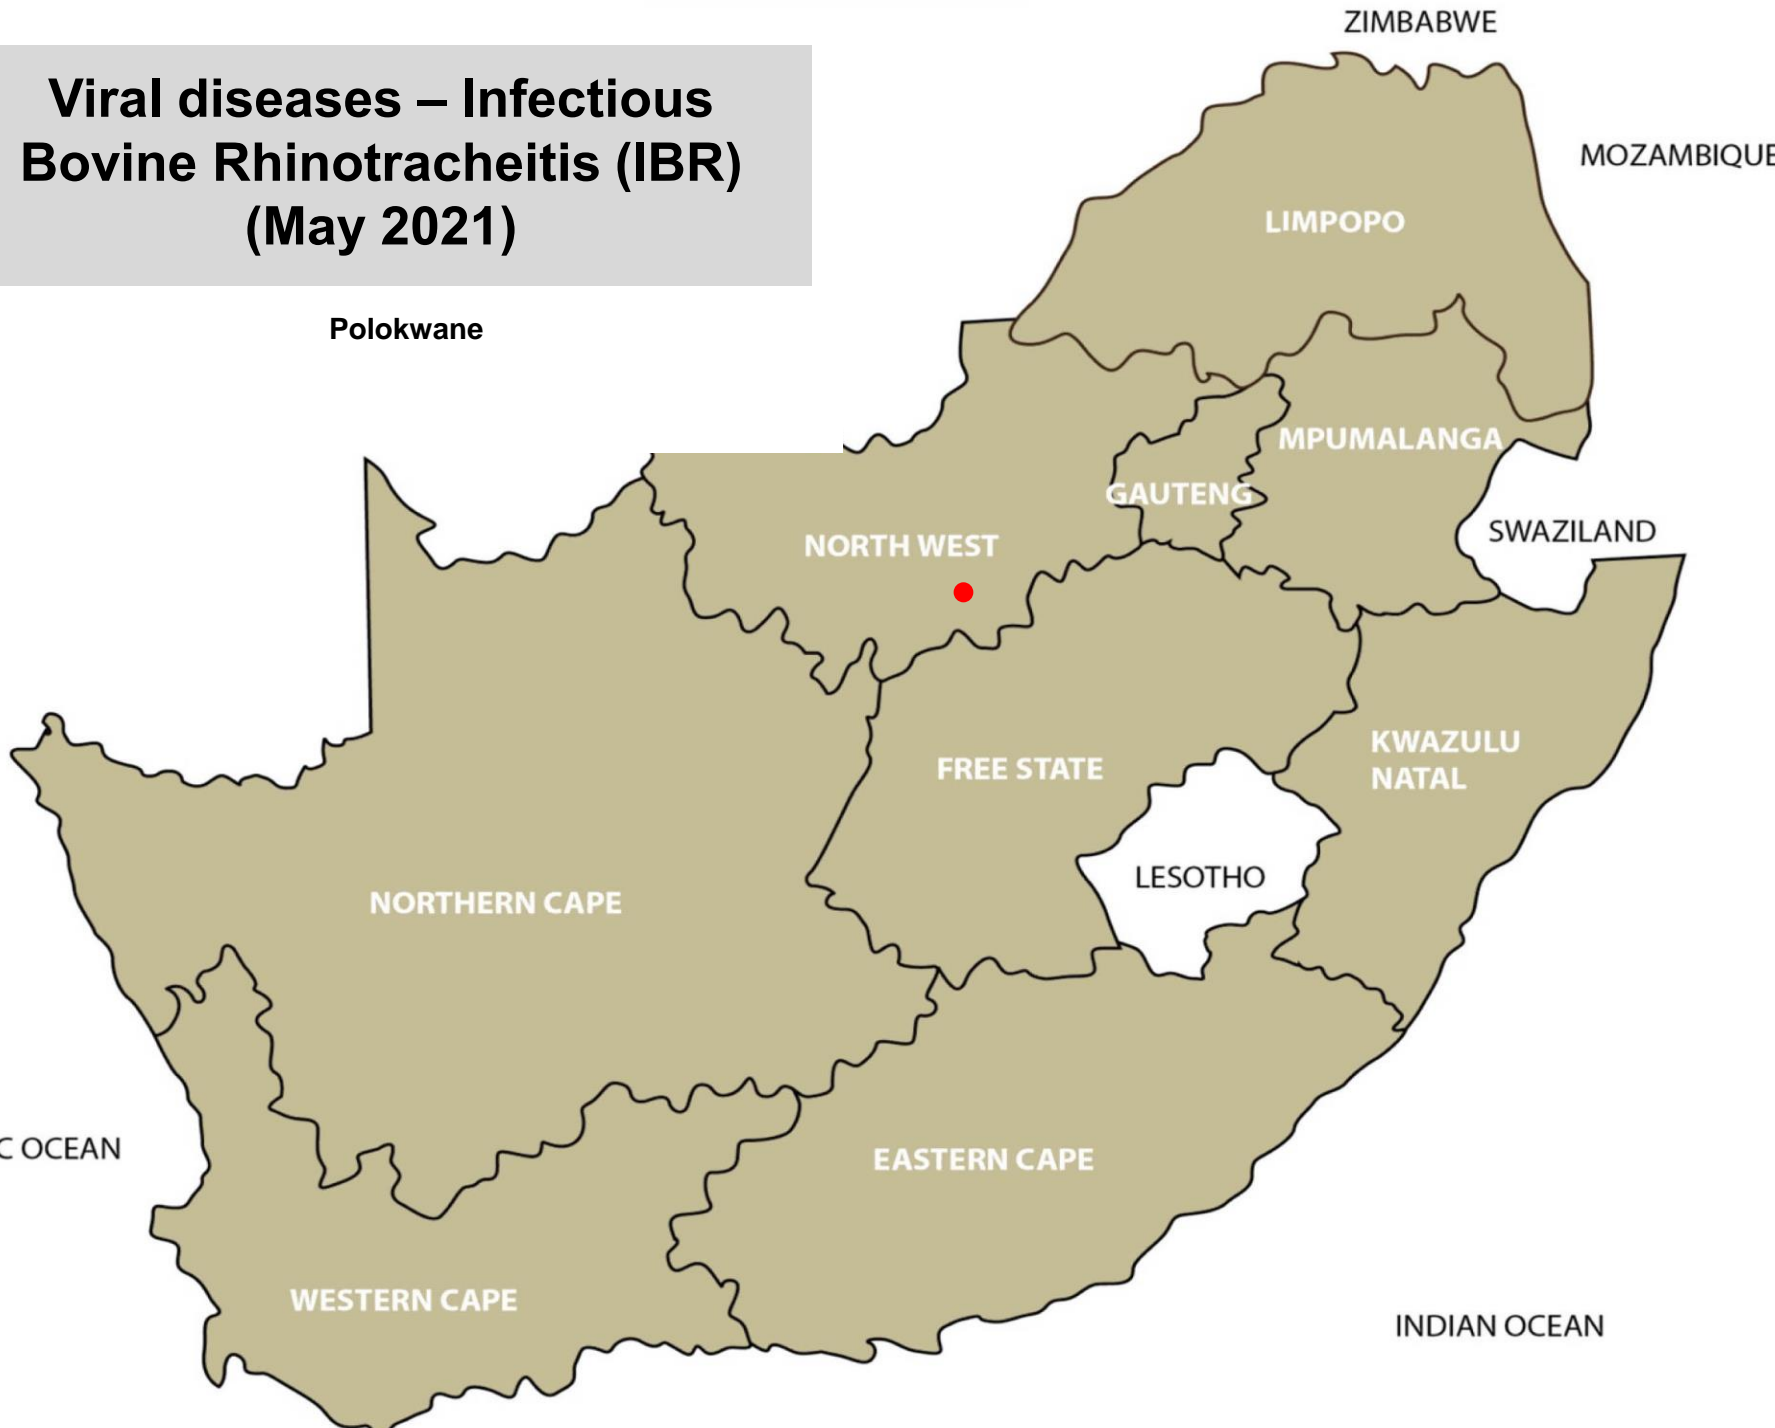 ZIMBABWE
Viral diseases – Infectious
Bovine Rhinotracheitis (IBR)
(May 2021)
MOZAMBIQUE
LIMPOPO
Polokwane
MPUMALANGA
GAUTENG
SWAZILAND
NORTH WEST
KWAZULU
NATAL
FREE STATE
LESOTHO
NORTHERN CAPE
C OCEAN
EASTERN CAPE
WESTERN CAPE
INDIAN OCEAN